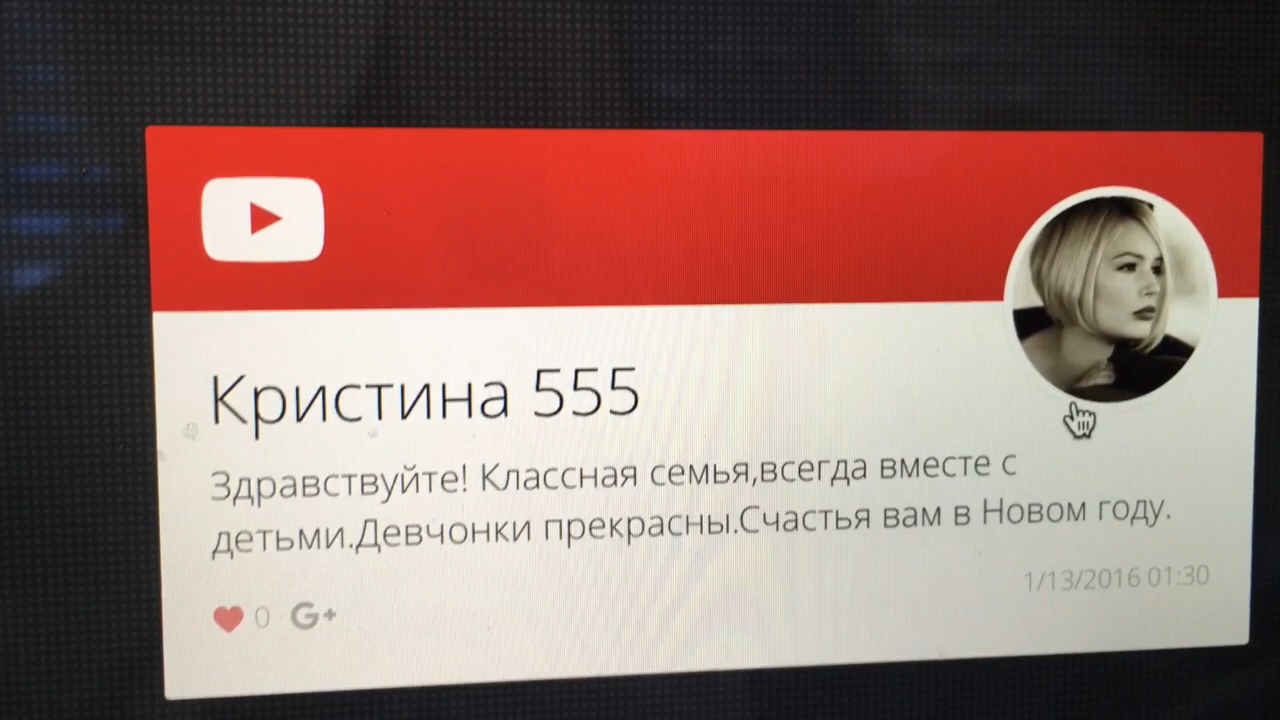 Кристина 555
Здравствуйте! Классная семья,всегда вместе с
детьми.Девчонки прекрасны.Счастья вам в Новом году.
1/13/2016 01:30
0 G+